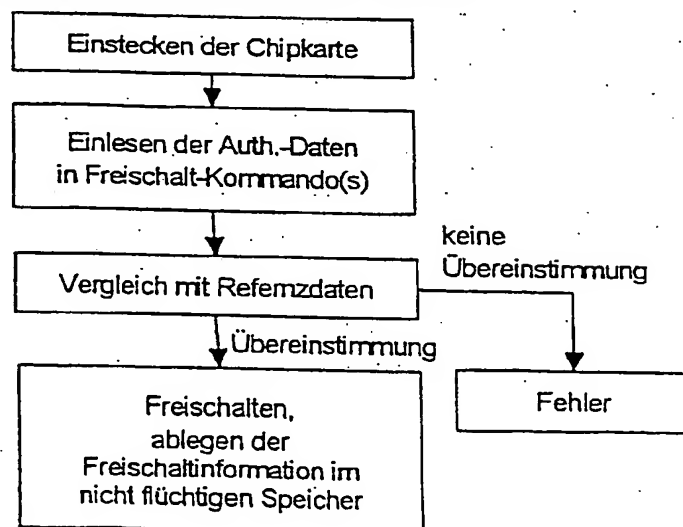 Einstecken der Chipkarte
Einlesen der Auth.-Daten
in Freischalt-Kommando(s)
keine
Übereinstimmung
Vergleich mit Refernzdaten
Übereinstimmung
Fehler
Freischalten,
ablegen der
Freischaltinformation im
nicht flüchtigen Speicher